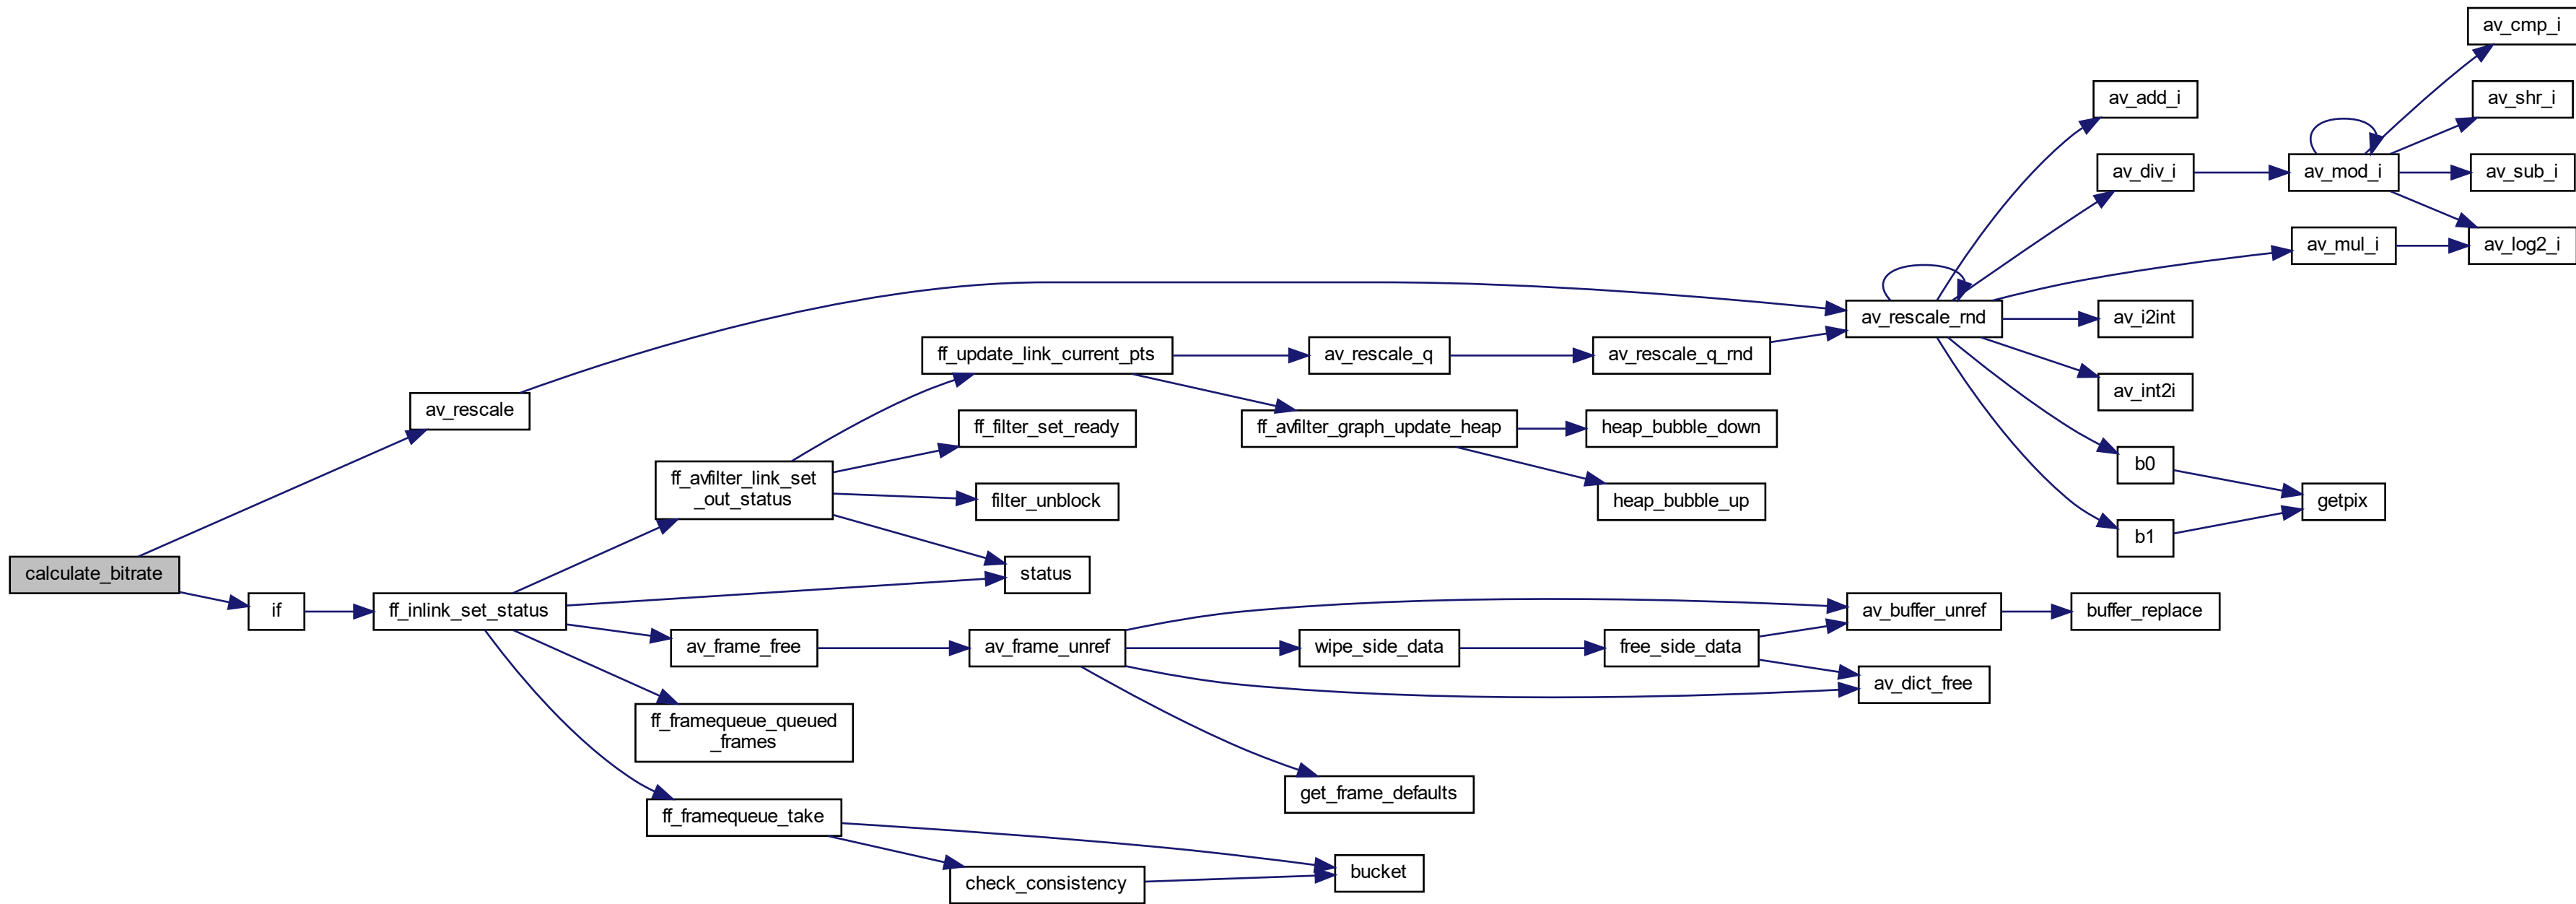 av_cmp_i
av_add_i
av_shr_i
av_div_i
av_mod_i
av_sub_i
av_mul_i
av_log2_i
av_rescale_rnd
av_i2int
ff_update_link_current_pts
av_rescale_q
av_rescale_q_rnd
av_int2i
av_rescale
ff_filter_set_ready
ff_avfilter_graph_update_heap
heap_bubble_down
b0
ff_avfilter_link_set
_out_status
filter_unblock
heap_bubble_up
getpix
b1
calculate_bitrate
status
if
ff_inlink_set_status
av_buffer_unref
buffer_replace
av_frame_free
av_frame_unref
wipe_side_data
free_side_data
av_dict_free
ff_framequeue_queued
_frames
get_frame_defaults
ff_framequeue_take
bucket
check_consistency